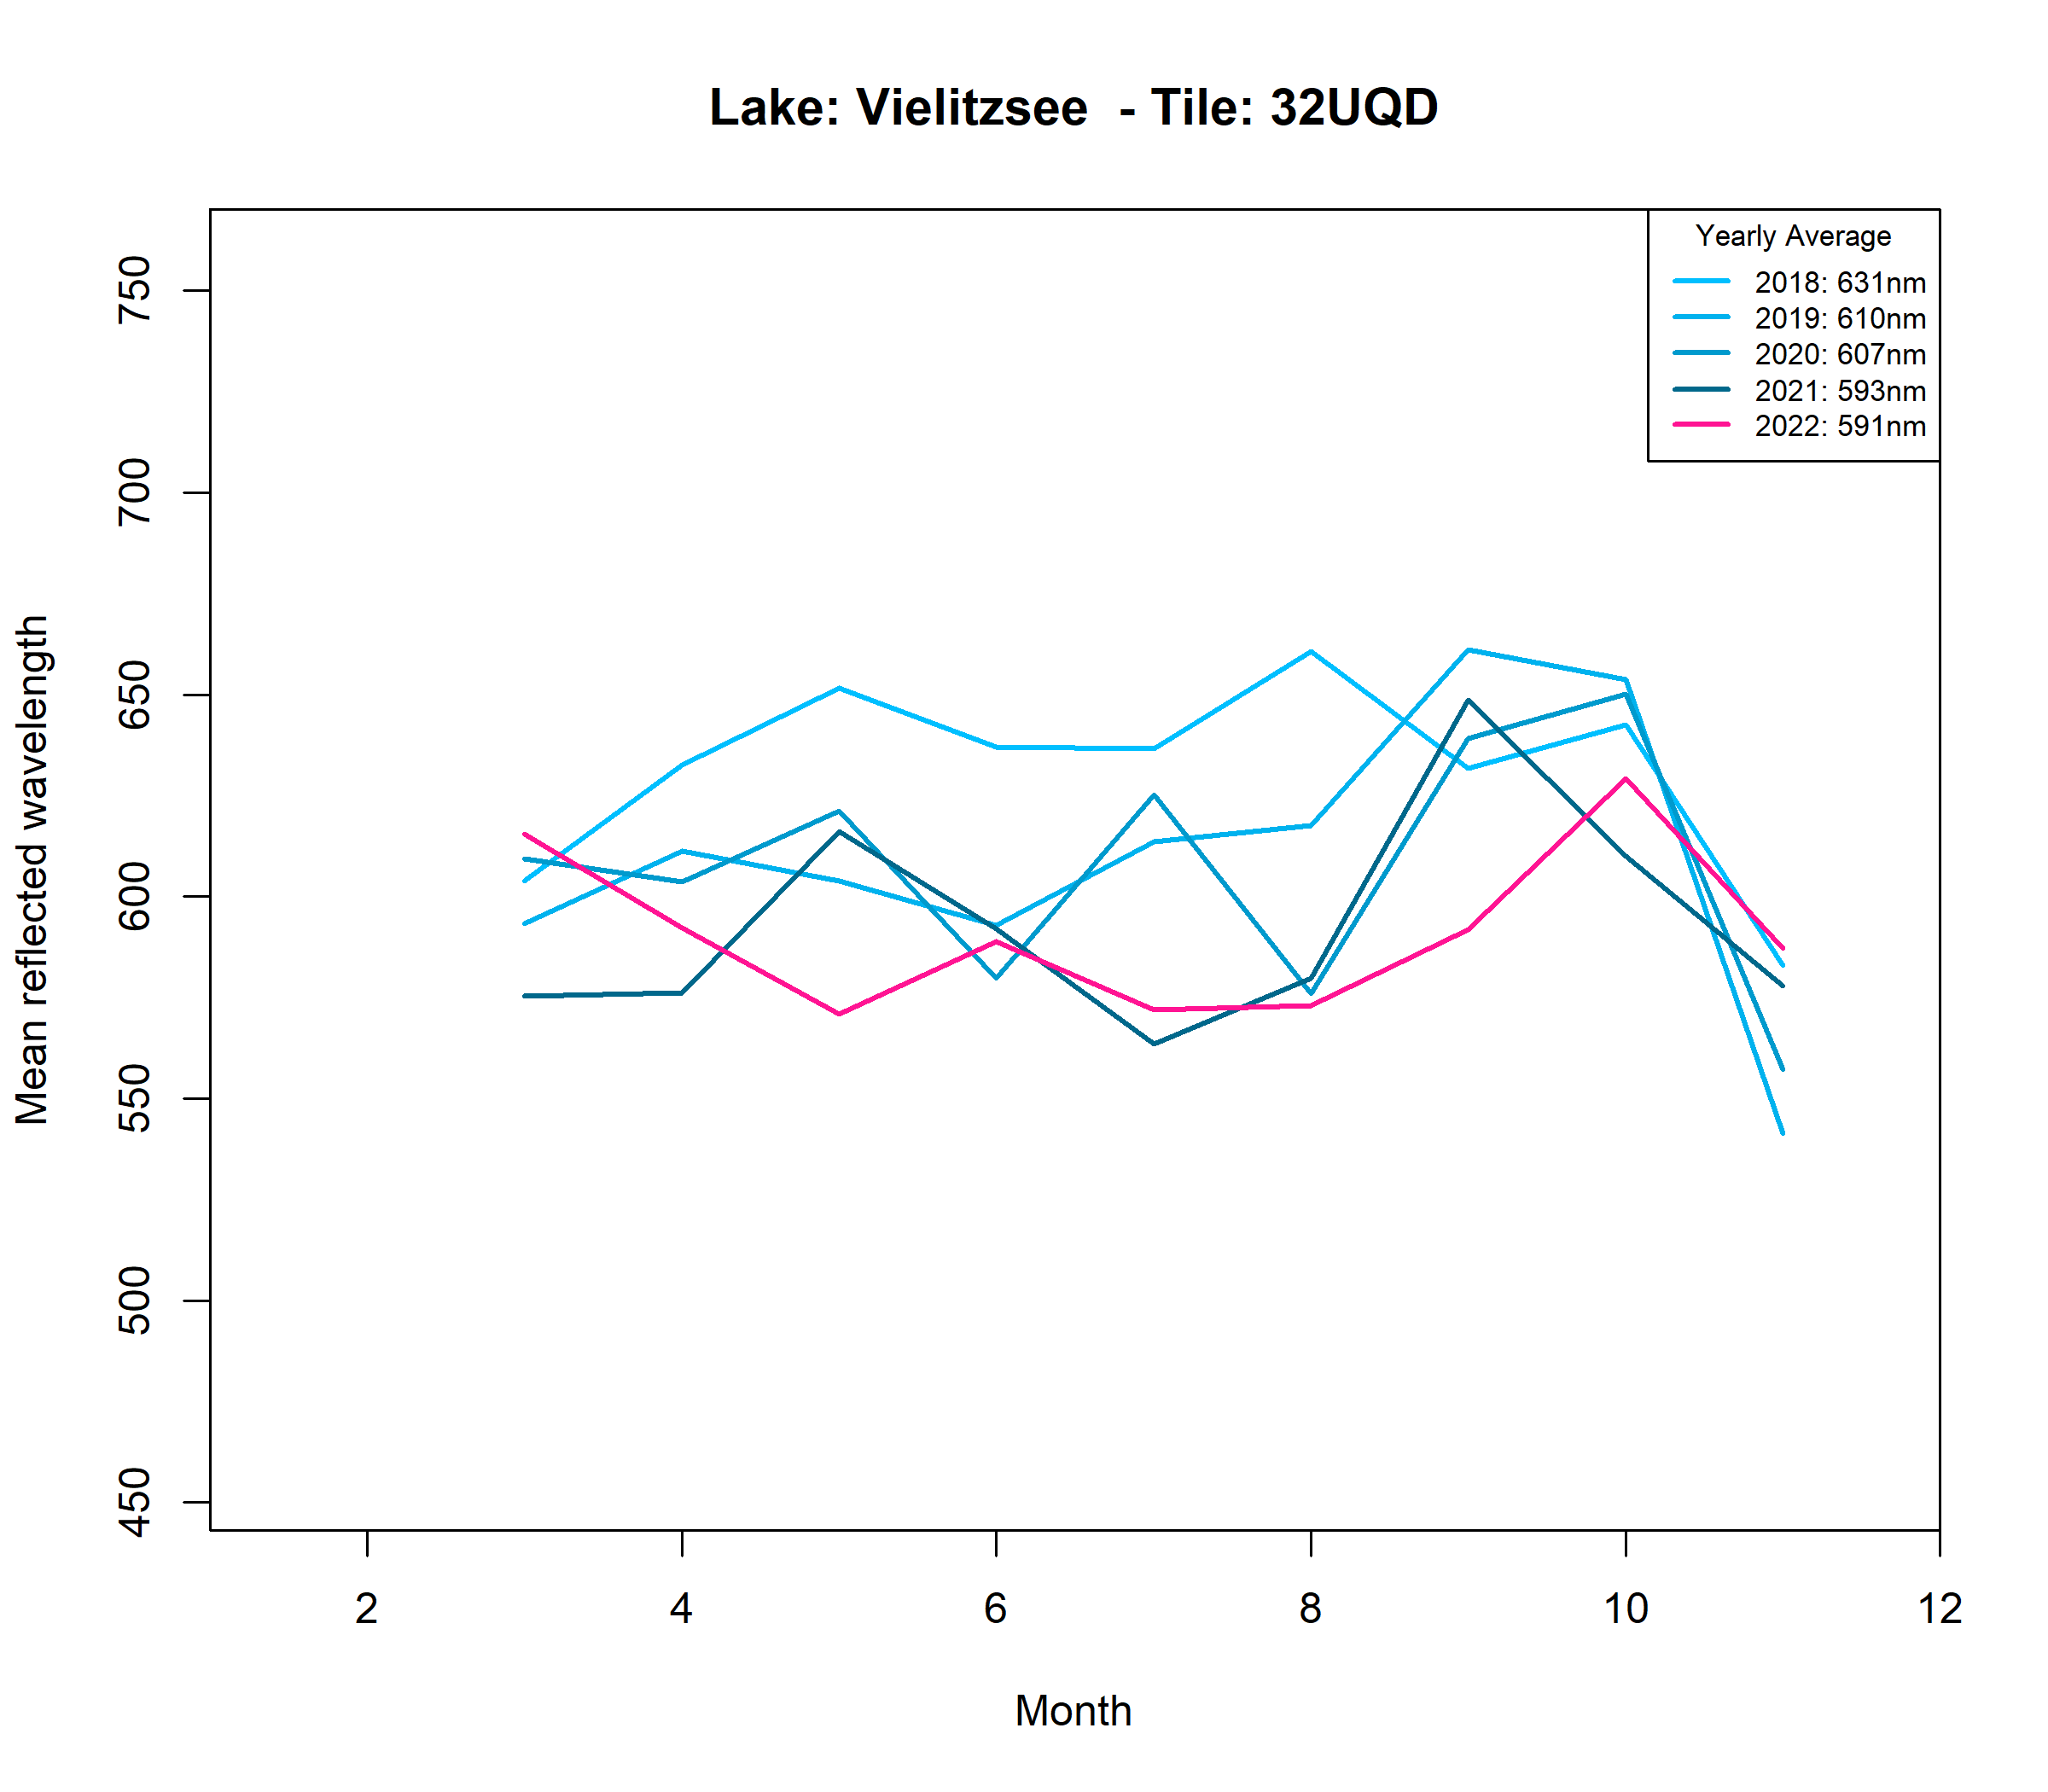 Lake: Vielitzsee  - Tile: 32UQD
Yearly Average
2018: 631nm
2019: 610nm
2020: 607nm
2021: 593nm
2022: 591nm
Mean reflected wavelength
750
700
650
600
550
500
450
2 4 6 8 10 12
Month